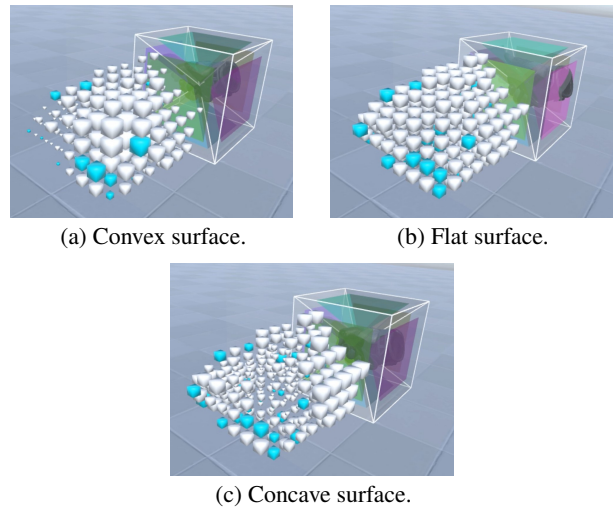 (a) Convex surface.
(b) Flat surface.
(c) Concave surface.